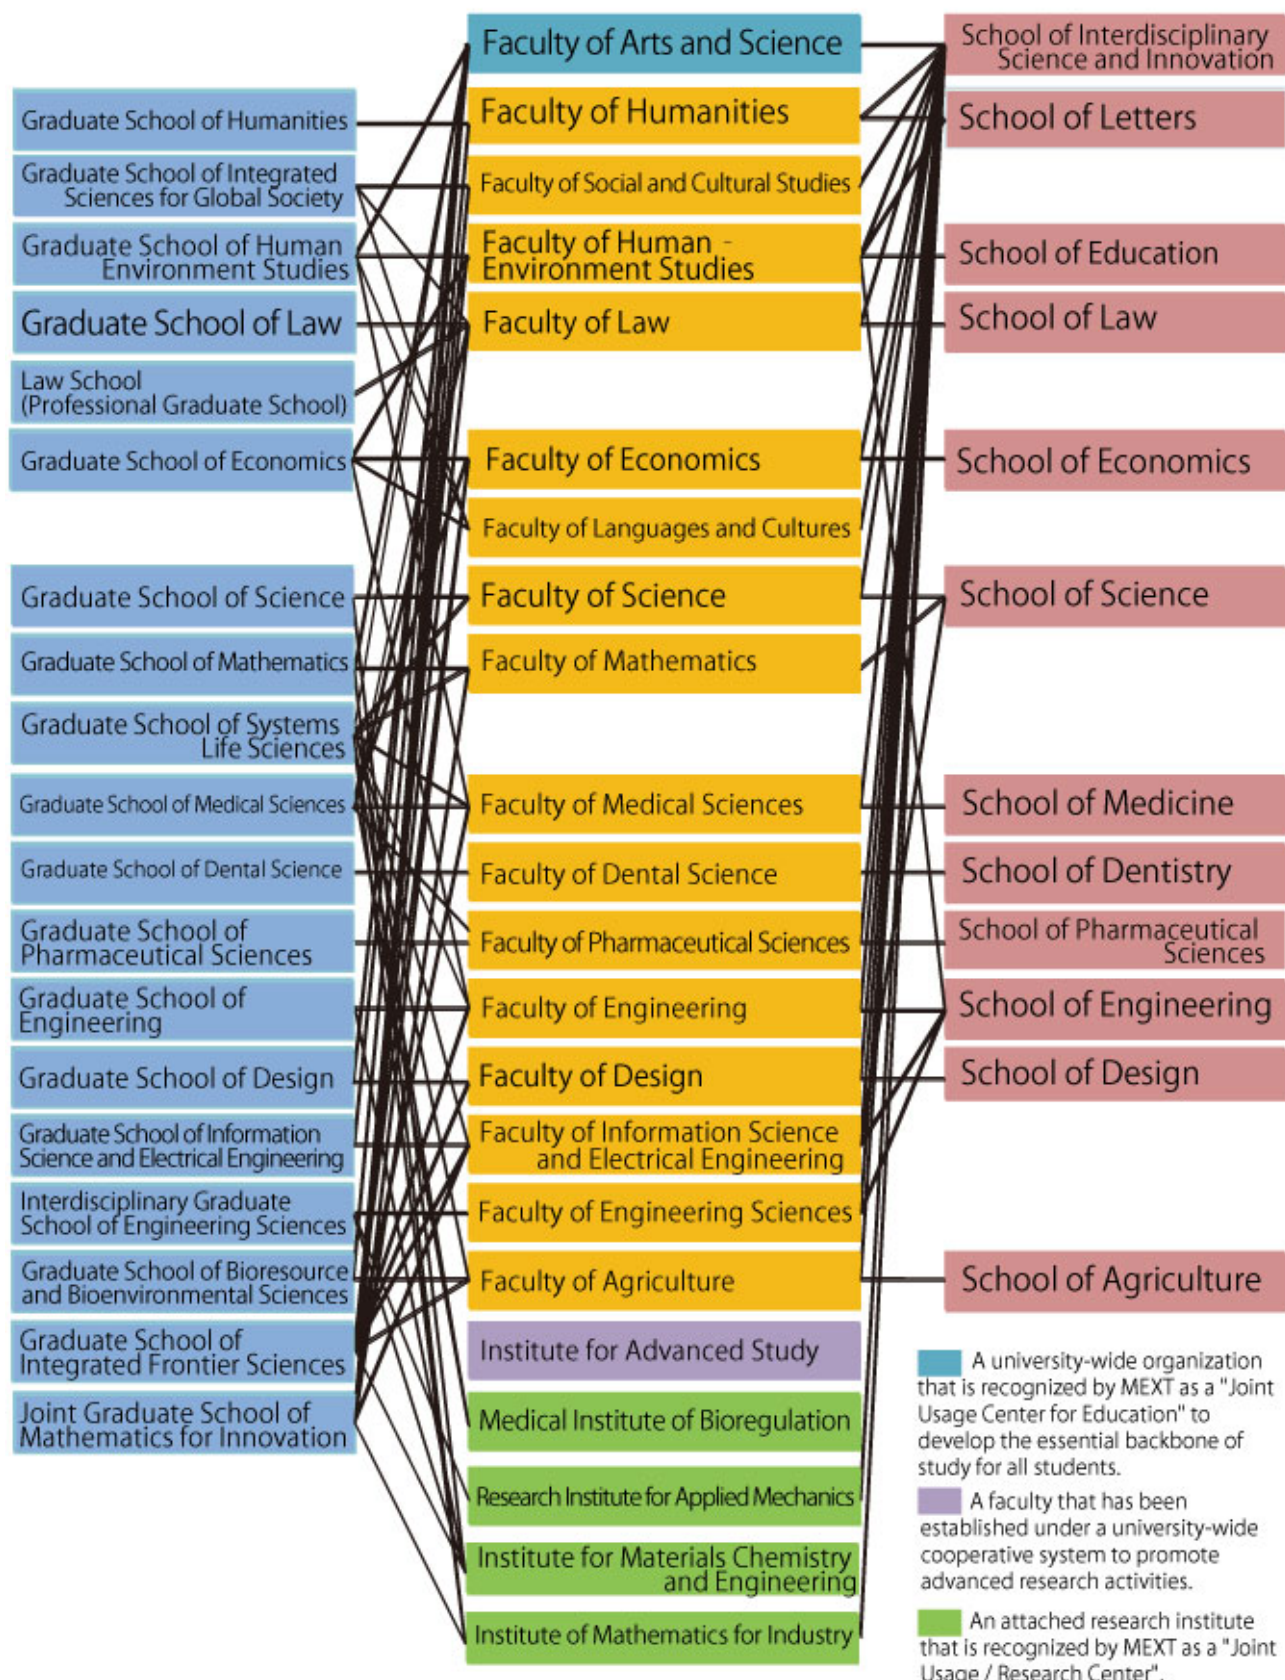 Graduate School of Humanities
Graduate School of Integrated
Sciences for Global Society
Graduate School of Human
Environment Studies
Graduate School of Law
Law School
(Professional Graduate School)
Graduate School of Economics
Graduate School of Science
Graduate School of Mathematics
Graduate School of Systems
Life Sciences
Graduate School of Medical Sciences
Graduate School of Dental Science
Graduate School of
Pharmaceutical Sciences
Graduate School of
Engineering
Graduate School of Design
Graduate School of Information
Science and Electrical Engineering
Interdisciplinary Graduate
School of Engineering Sciences
Graduate School of Bioresource
and Bioenvironmental Sciences
Graduate School of
Integrated Frontier Sciences
Joint Graduate School of
Mathematics for Innovation
Faculty of Arts and Science
Faculty of Humanities
Faculty of Social and Cultural Studies
Faculty of Human -
Environment Studies
Faculty of Law
Faculty of Economics
Faculty of Languages and Cultures
Faculty of Science
Faculty of Mathematics
Faculty of Medical Sciences
Faculty of Dental Science
Faculty of Pharmaceutical Sciences
Faculty of Engineering
Faculty of Design
Faculty of Information Science
and Electrical Engineering
Faculty of Engineering Sciences
Faculty of Agriculture
Institute for Advanced Study
Medical Institute of Bioregulation
Research Institute for Applied Mechanics
Institute for Materials Chemistry
and Engineering
Institute of Mathematics for Industry
School of Interdisciplinary
Science and Innovation
School of Letters
School of Education
School of Law
School of Economics
School of Science
School of Medicine
School of Dentistry
School of Pharmaceutical
Sciences
School of Engineering
School of Design
School of Agriculture
A university-wide organization
that is recognized by MEXT as a "Joint
Usage Center for Education" to
develop the essential backbone of
study for all students.
A faculty that has been
established under a university-wide
cooperative system to promote
advanced research activities.
An attached research institute
that is recognized by MEXT as a "Joint
Usage / Research Center".